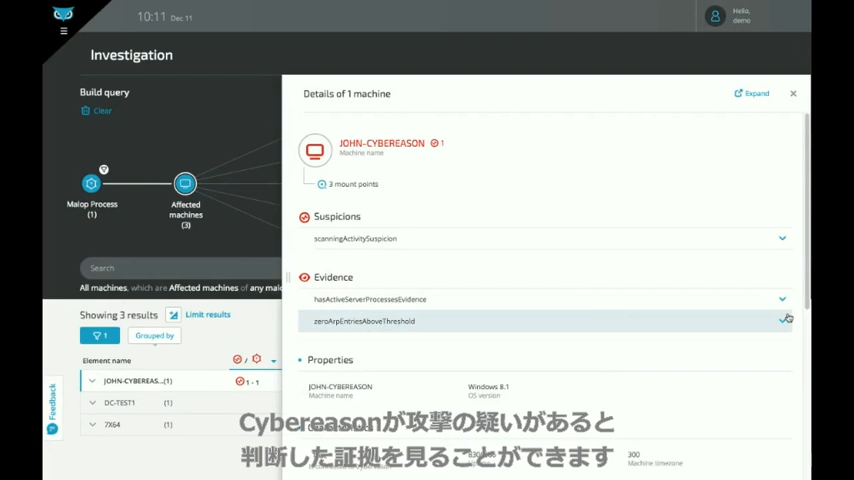 10:11 Dec 11
Hello,
demo
Investigation
Build query
Clear
Malop Process
(1)
Affected
machines
(3)
Search
All machines, which are Affected machines of any
Showing 3 results
Limit results
1
Grouped by
Element name
JOHN-CYBEREAS... (1)
1 - 1
DC-TEST1 (1)
7X64 (1)
Feedback
Details of 1 machine
Expand
JOHN-CYBEREASON 1
Machine name
3 mount points
Suspicions
scanningActivitySuspicion
Evidence
hasActiveServerProcessesEvidence
zeroArpEntriesAboveThreshold
Properties
JOHN-CYBEREASON
Machine name
Windows 8.1
OS version
300
Machine timezone
Cybereasonが攻撃の疑いがあると
判断した証拠を見ることができます